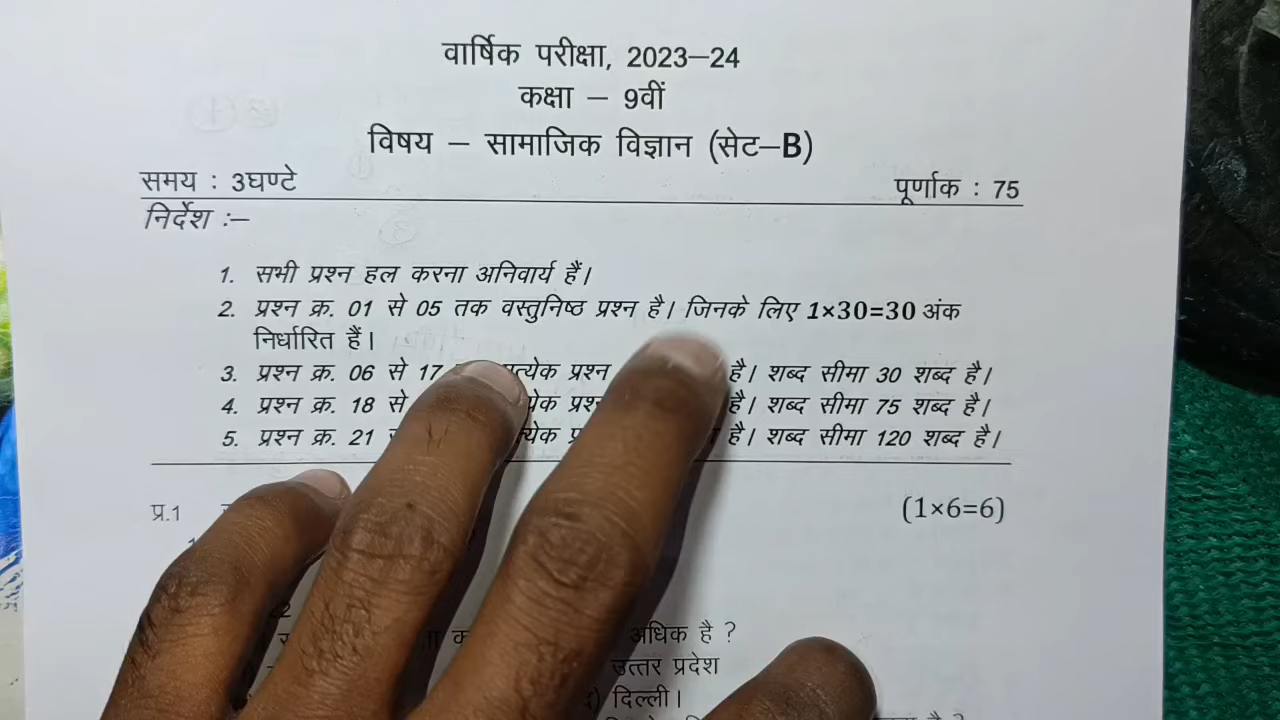 वार्षिक परीक्षा, 2023–24
कक्षा – 9वीं
विषय – सामाजिक विज्ञान (सेट–B)
समय : 3घण्टे
पूर्णाक : 75
निर्देश :–
1. सभी प्रश्न हल करना अनिवार्य हैं।
2. प्रश्न क्र. 01 से 05 तक वस्तुनिष्ठ प्रश्न है। जिनके लिए 1×30=30 अंक
निर्धारित हैं।
3. प्रश्न क्र. 06 से 17 प्रश्न है। शब्द सीमा 30 शब्द है।
4. प्रश्न क्र. 18 से है। शब्द सीमा 75 शब्द है।
5. प्रश्न क्र. 21 है। शब्द सीमा 120 शब्द है।
प्र.1 (1×6=6)
अधिक है ?
उत्तर प्रदेश
दिल्ली।